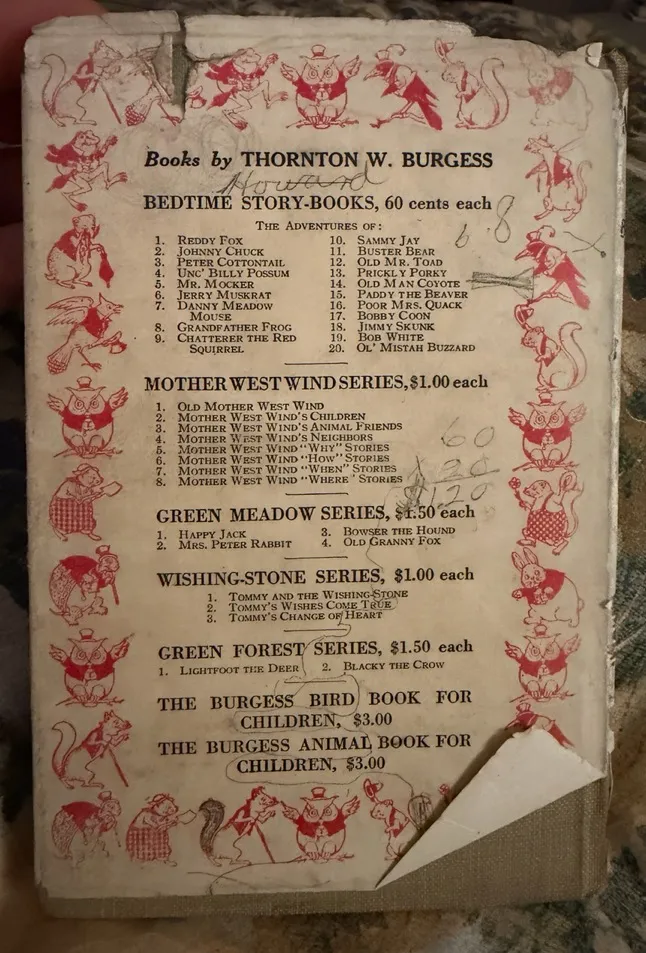 Books by THORNTON W. BURGESS
Howard
BEDTIME STORY-BOOKS, 60 cents each
THE ADVENTURES OF:
1. REDDY FOX
2. JOHNNY CHUCK
3. PETER COTTONTAIL
4. UNC' BILLY POSSUM
5. MR. MOCKER
6. JERRY MUSKRAT
7. DANNY MEADOW
MOUSE
8. GRANDFATHER FROG
9. CHATTERER THE RED
SQUIRREL
10. SAMMY JAY
11. BUSTER BEAR
12. OLD MR. TOAD
13. PRICKLY PORKY
14. OLD MAN COYOTE
15. PADDY THE BEAVER
16. POOR MRS. QUACK
17. BOBBY COON
18. JIMMY SKUNK
19. BOB WHITE
20. OL' MISTAH BUZZARD
6.8
MOTHER WEST WIND SERIES, $1.00 each
1. OLD MOTHER WEST WIND
2. MOTHER WEST WIND'S CHILDREN
3. MOTHER WEST WIND'S ANIMAL FRIENDS
4. MOTHER WEST WIND'S NEIGHBORS
5. MOTHER WEST WIND "WHY" STORIES
6. MOTHER WEST WIND "HOW" STORIES
7. MOTHER WEST WIND "WHEN" STORIES
8. MOTHER WEST WIND "WHERE" STORIES
60
$1.20
GREEN MEADOW SERIES, $1.50 each
1. HAPPY JACK
2. MRS. PETER RABBIT
3. BOWSER THE HOUND
4. OLD GRANNY FOX
WISHING-STONE SERIES, $1.00 each
1. TOMMY AND THE WISHING-STONE
2. TOMMY'S WISHES COME TRUE
3. TOMMY'S CHANGE OF HEART
GREEN FOREST SERIES, $1.50 each
1. LIGHTFOOT THE DEER
2. BLACKY THE CROW
THE BURGESS BIRD BOOK FOR
CHILDREN, $3.00
THE BURGESS ANIMAL BOOK FOR
CHILDREN, $3.00